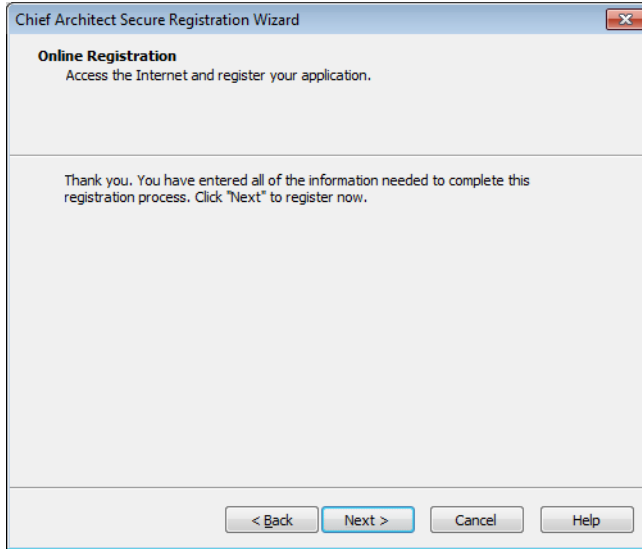 Chief Architect Secure Registration Wizard
Online Registration
Access the Internet and register your application.
Thank you. You have entered all of the information needed to complete this
registration process. Click "Next" to register now.
< Back
Next >
Cancel
Help